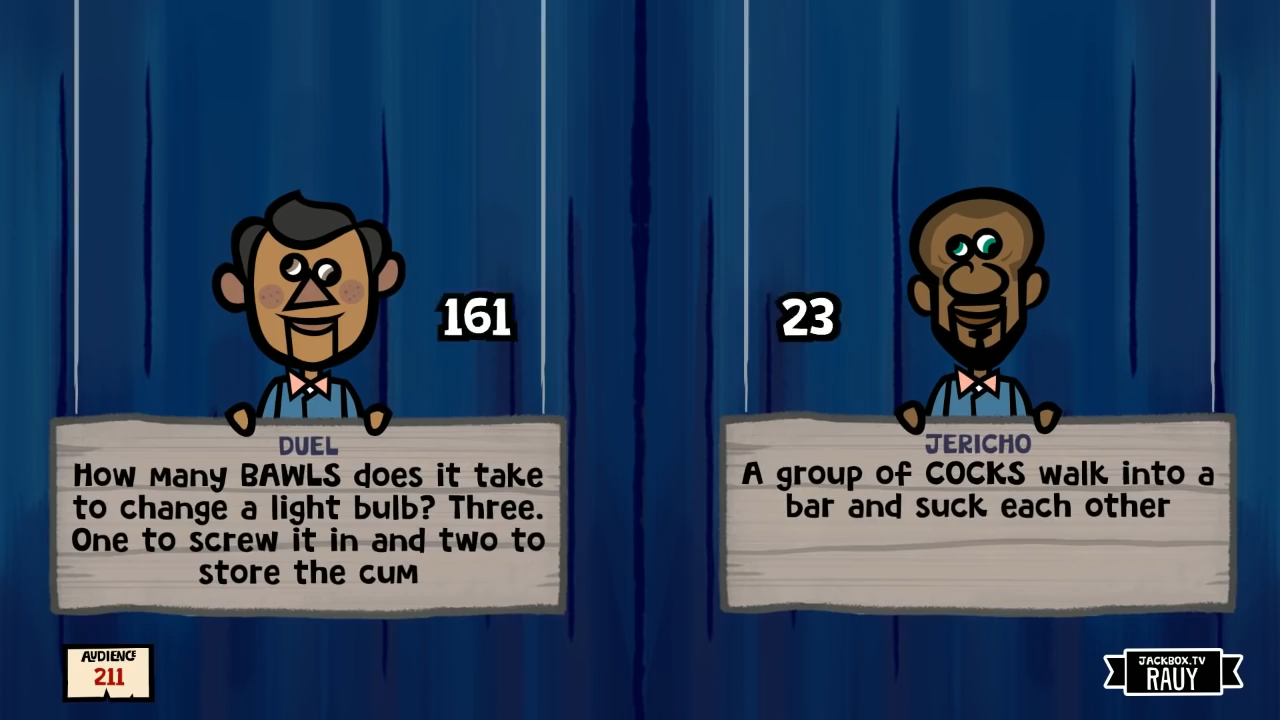 161
23
DUEL
How many BAWLS does it take
to change a light bulb? Three.
One to screw it in and two to
store the cum
JERICHO
A group of COCKS walk into a
bar and suck each other
AUDIENCE
211
JACKBOX.TV
RAUY